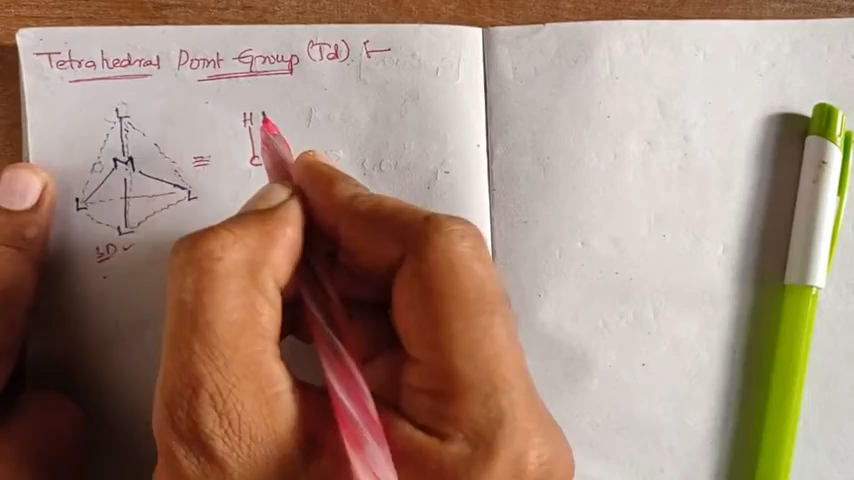 Tetrahedral Point Group (Td)
L
H
M ≡
C
L L
L
3D